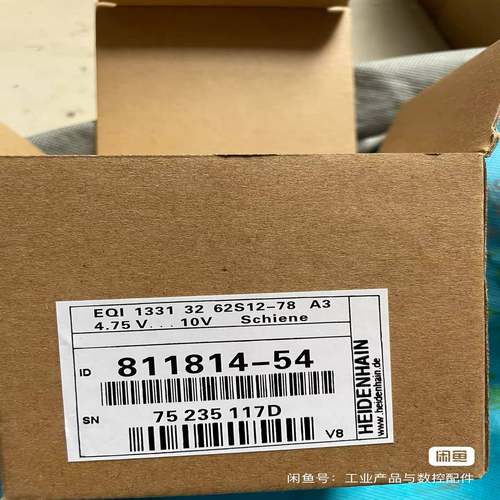 EQI 1331 32 62S12-78 A3
4.75 V... 10V Schiene
ID 811814-54
SN 75 235 117D
V8
HEIDENHAIN
www.heidenhain.de
闲鱼
闲鱼号：工业产品与数控配件